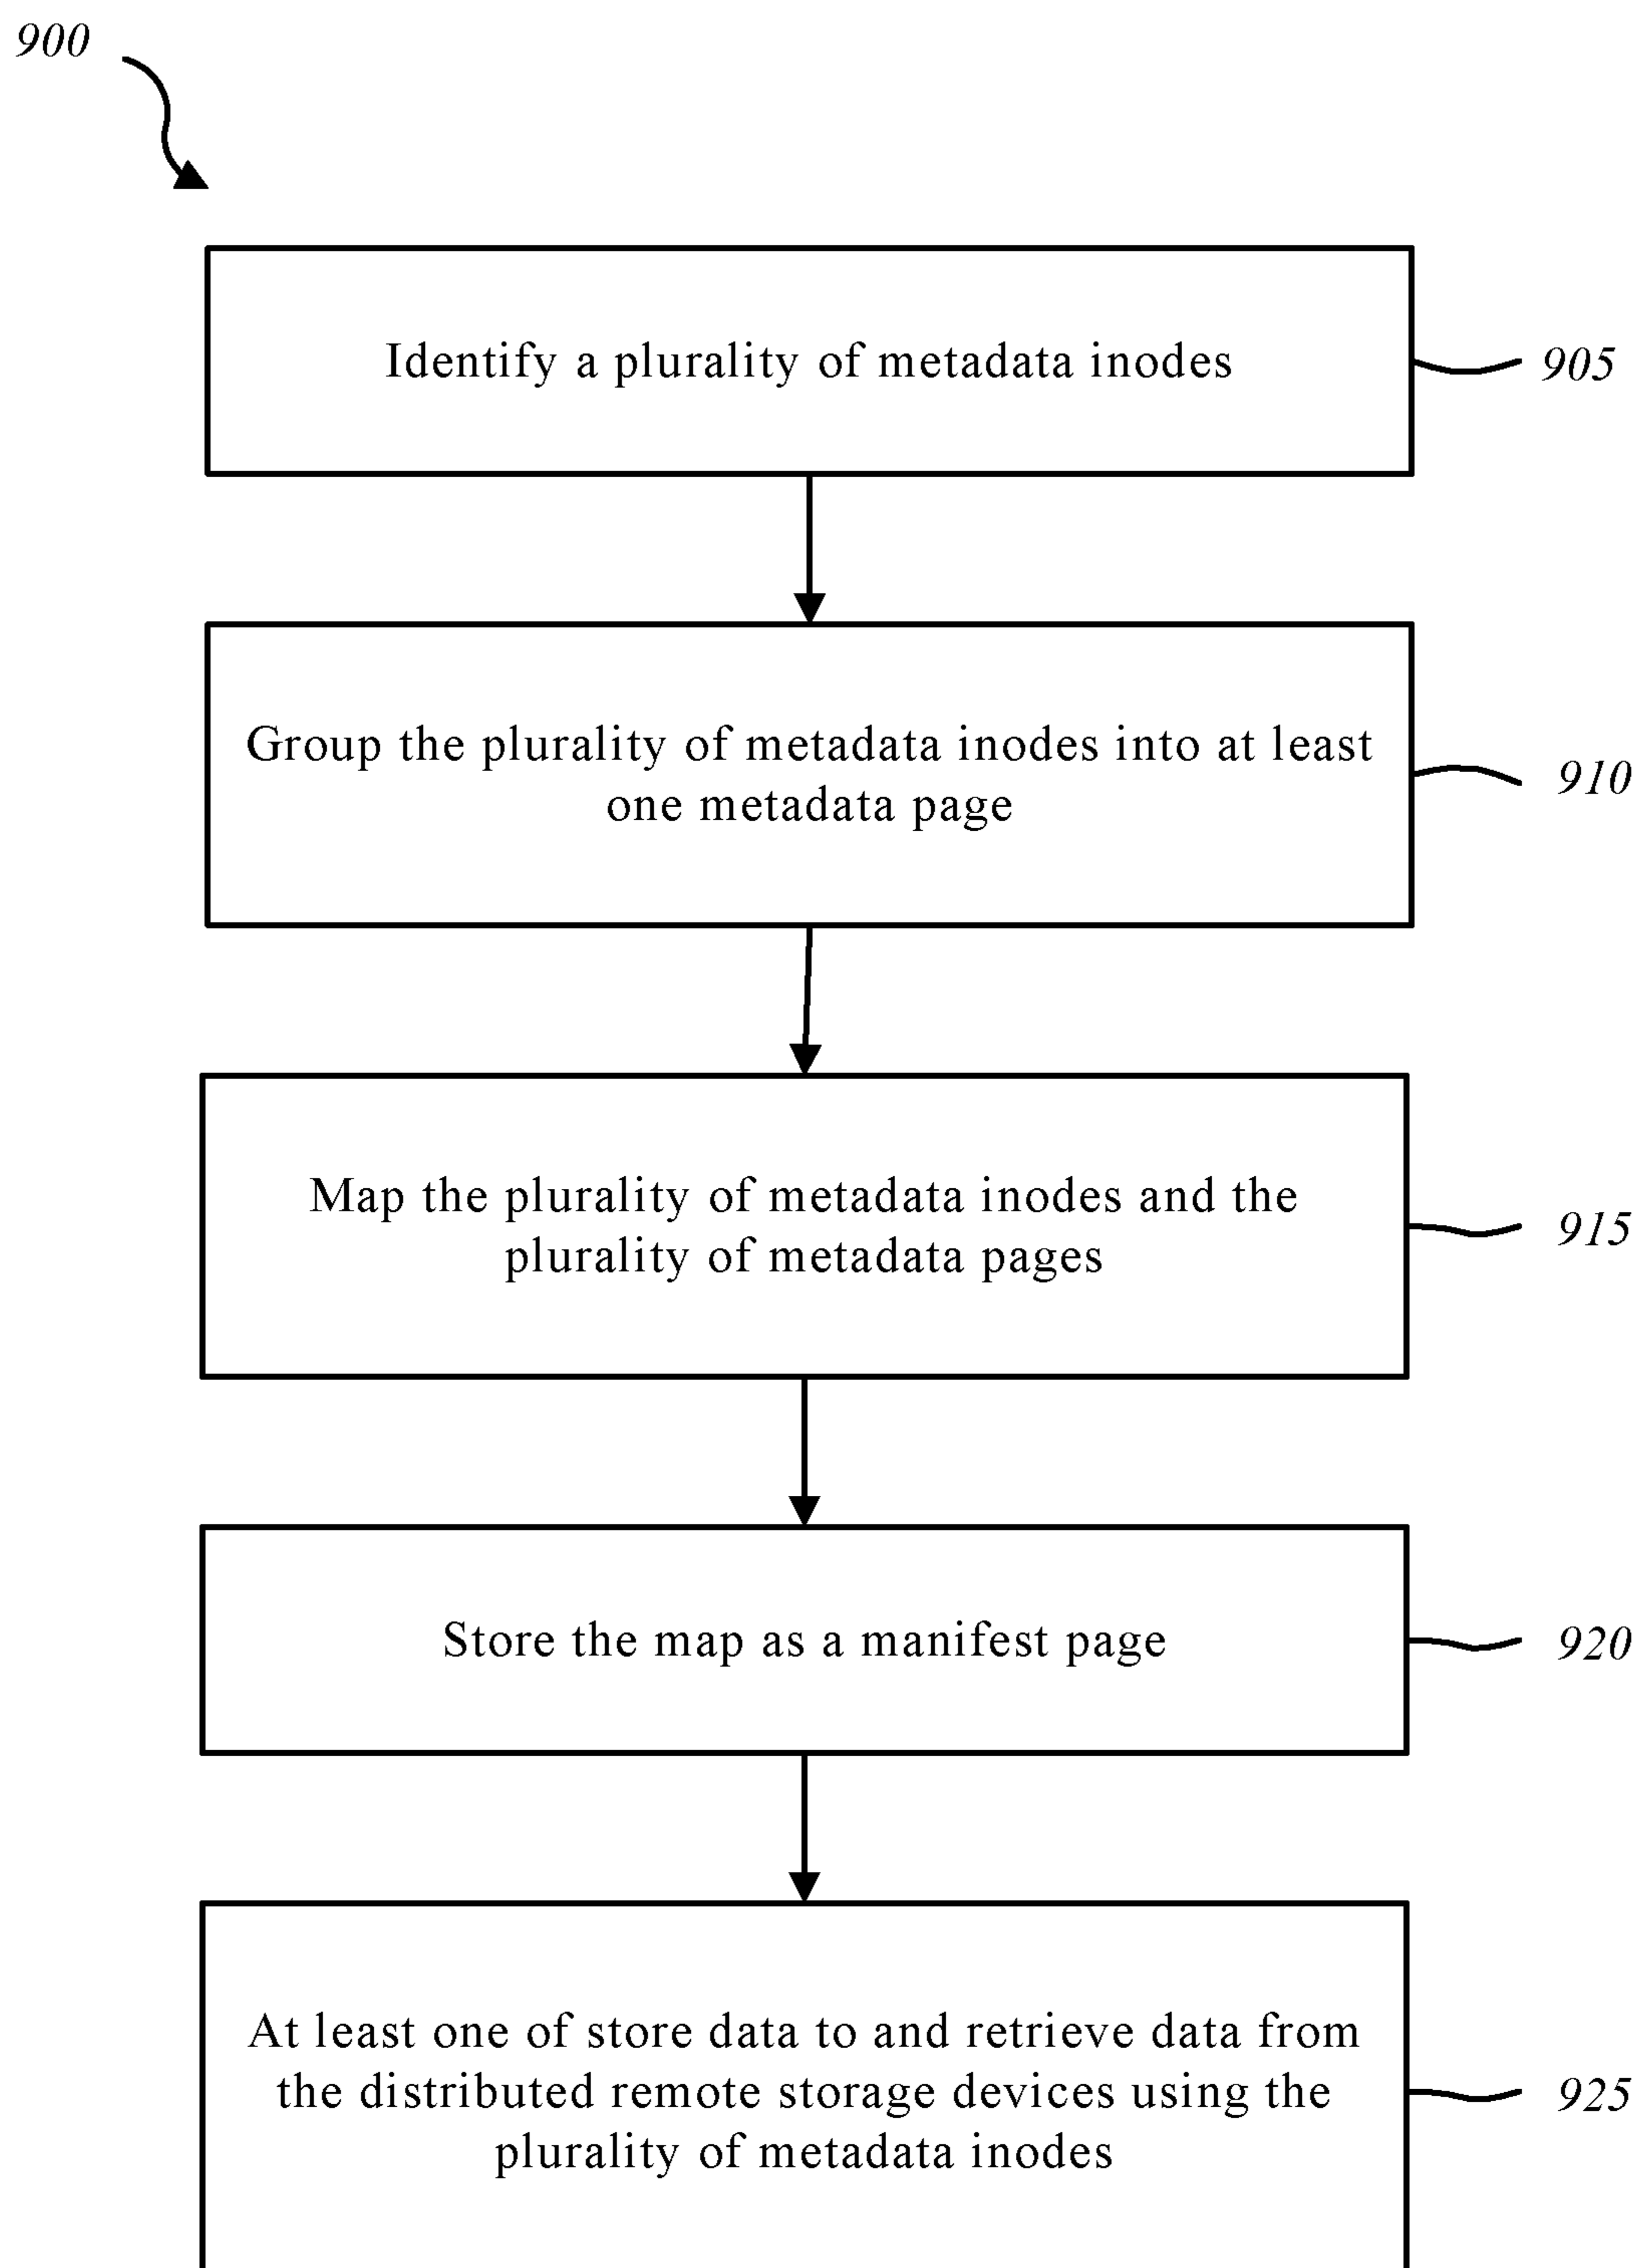 900
Identify a plurality of metadata inodes
905
Group the plurality of metadata inodes into at least
one metadata page
910
Map the plurality of metadata inodes and the
plurality of metadata pages
915
Store the map as a manifest page
920
At least one of store data to and retrieve data from
the distributed remote storage devices using the
plurality of metadata inodes
925